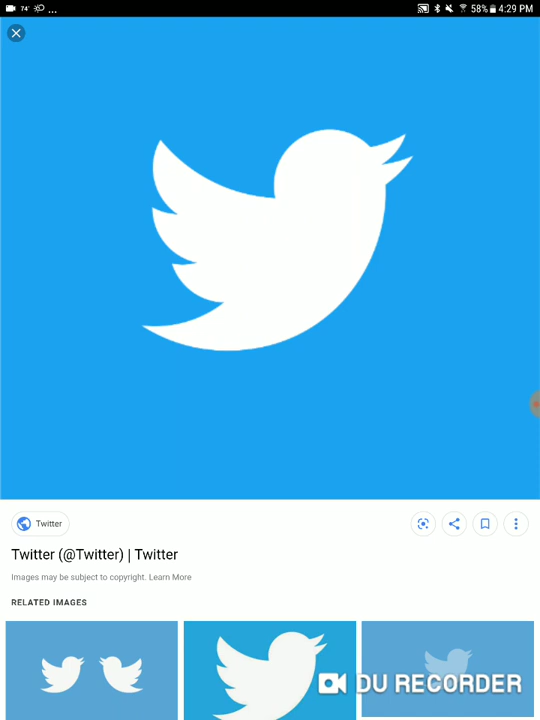 74° ... 58% 4:29 PM
Twitter
Twitter (@Twitter) | Twitter
Images may be subject to copyright. Learn More
RELATED IMAGES
DU RECORDER